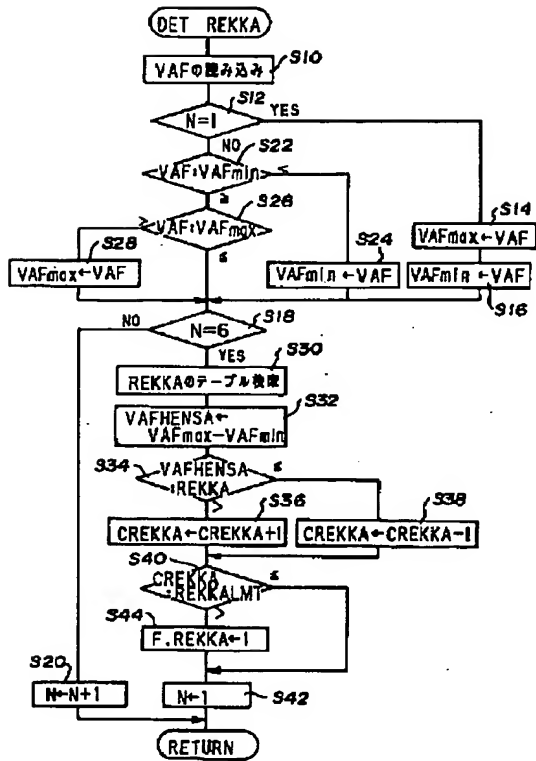 DET REKKA
VAFの読み込み
S10
S12
N=1
YES
NO
S22
VAF:VAFmin
<
≧
S26
VAF:VAFmax
>
≦
S28
VAFmax←VAF
S24
VAFmin←VAF
S14
VAFmax←VAF
VAFmin←VAF
S16
S18
N=6
NO
YES
S30
REKKAのテーブル検索
S32
VAFHENSA←
VAFmax−VAFmin
S34
VAFHENSA
:REKKA
≦
>
S36
CREKKA←CREKKA+1
S38
CREKKA←CREKKA-1
S40
CREKKA
:REKKALMT
≦
>
S44
F.REKKA←1
S20
N←N+1
N←1
S42
RETURN